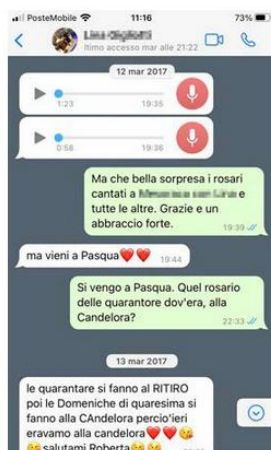 PosteMobile 11:16 73%
ltimo accesso mar alle 21:22
12 mar 2017
1:23 19:35
0:58 19:36
Ma che bella sorpresa i rosari
cantati a e
tutte le altre. Grazie e un
abbraccio forte. 19:39
ma vieni a Pasqua❤️❤️ 19:44
Si vengo a Pasqua. Quel rosario
delle quarantore dov'era, alla
Candelora? 22:33
13 mar 2017
le quarantare si fanno al RITIRO
poi le Domeniche di quaresima si
fanno alla CAndelora percio'ieri
eravamo alla candelora❤️❤️😘
😘salutami Roberta😘😘